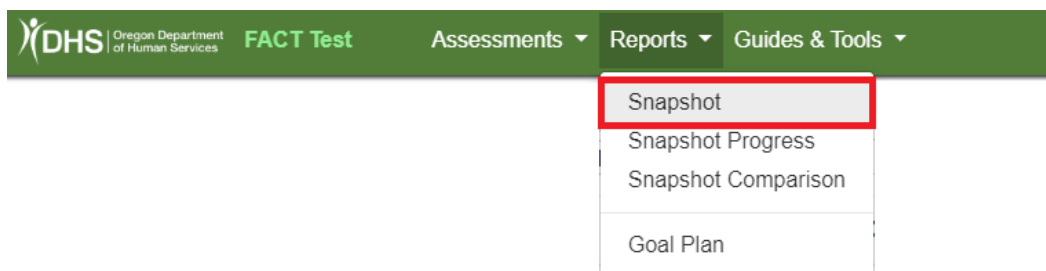 DHS Oregon Department of Human Services FACT Test Assessments Reports Guides & Tools
Snapshot
Snapshot Progress
Snapshot Comparison
Goal Plan